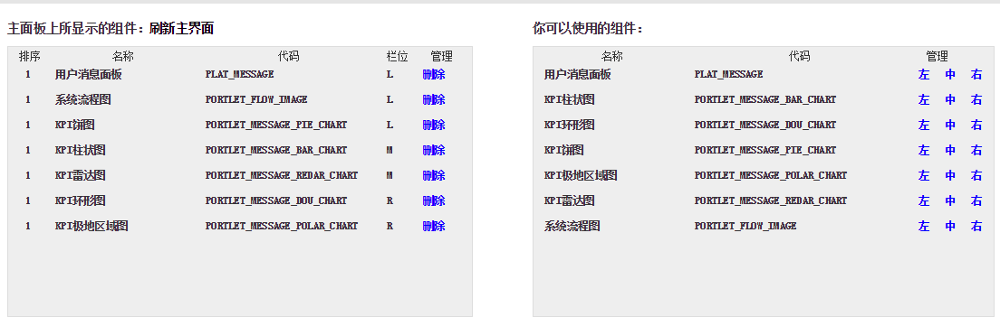 主面板上所显示的组件：刷新主界面
排序 名称 代码 栏位 管理
1 用户消息面板 PLAT_MESSAGE L 删除
1 系统流程图 PORTLET_FLOW_IMAGE L 删除
1 KPI饼图 PORTLET_MESSAGE_PIE_CHART L 删除
1 KPI柱状图 PORTLET_MESSAGE_BAR_CHART M 删除
1 KPI雷达图 PORTLET_MESSAGE_REDAR_CHART M 删除
1 KPI环形图 PORTLET_MESSAGE_DOU_CHART R 删除
1 KPI极地区域图 PORTLET_MESSAGE_POLAR_CHART R 删除
你可以使用的组件：
名称 代码 管理
用户消息面板 PLAT_MESSAGE 左 中 右
KPI柱状图 PORTLET_MESSAGE_BAR_CHART 左 中 右
KPI环形图 PORTLET_MESSAGE_DOU_CHART 左 中 右
KPI饼图 PORTLET_MESSAGE_PIE_CHART 左 中 右
KPI极地区域图 PORTLET_MESSAGE_POLAR_CHART 左 中 右
KPI雷达图 PORTLET_MESSAGE_REDAR_CHART 左 中 右
系统流程图 PORTLET_FLOW_IMAGE 左 中 右